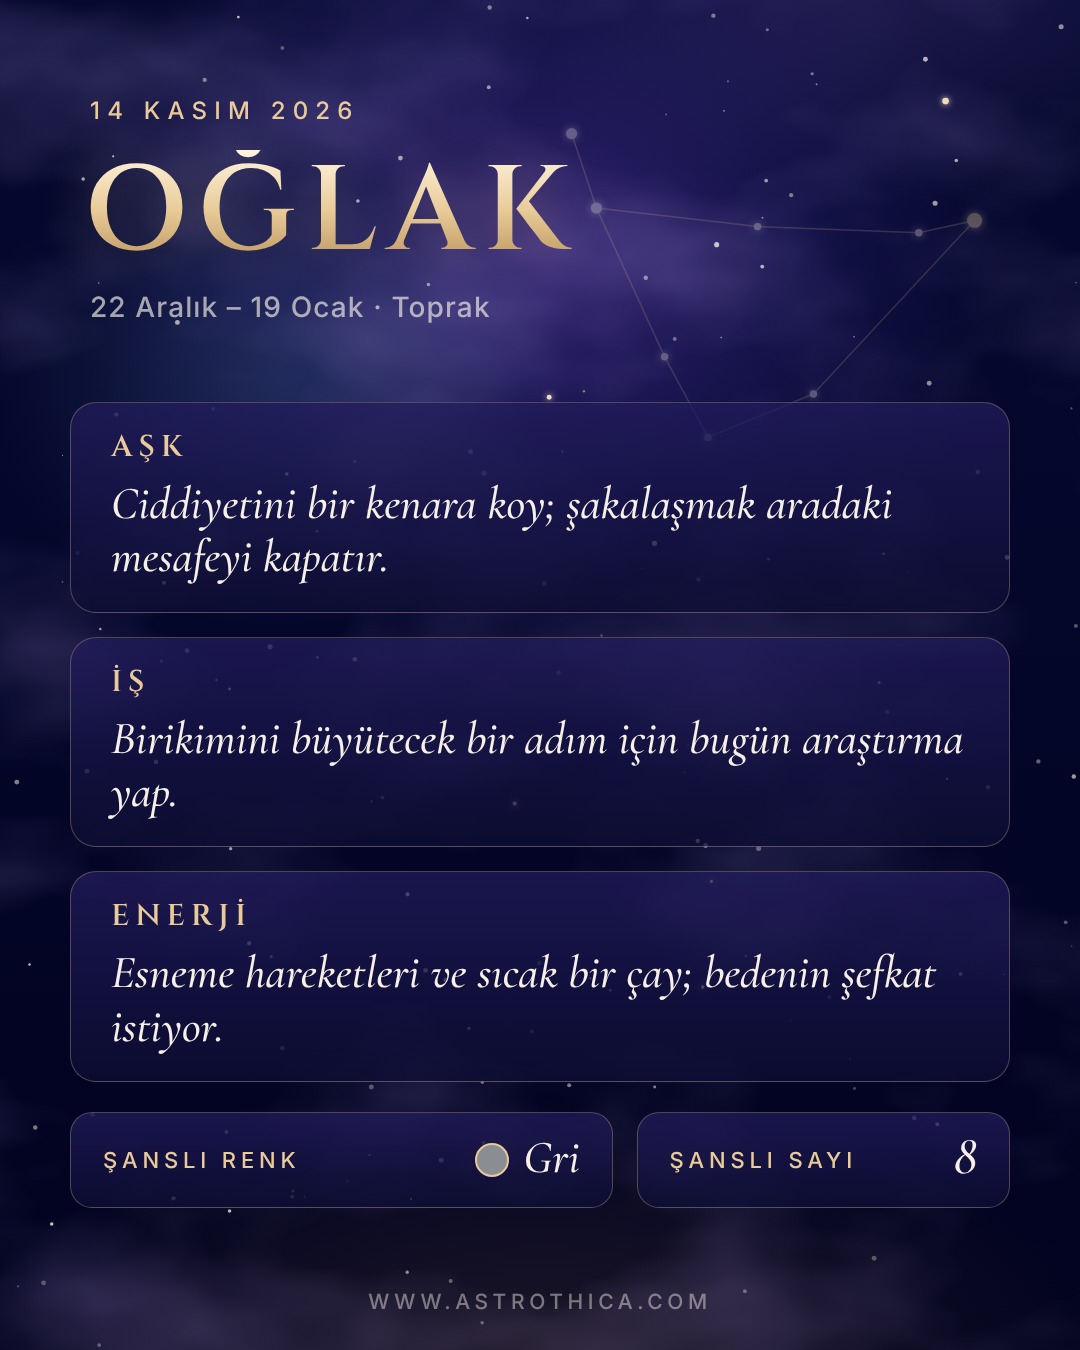 14 KASIM 2026
OĞLAK
22 Aralık – 19 Ocak · Toprak
AŞK
Ciddiyetini bir kenara koy; şakalaşmak aradaki
mesafeyi kapatır.
İŞ
Birikimini büyütecek bir adım için bugün araştırma
yap.
ENERJİ
Esneme hareketleri ve sıcak bir çay; bedenin şefkat
istiyor.
ŞANSLI RENK Gri
ŞANSLI SAYI 8
WWW.ASTROTHICA.COM